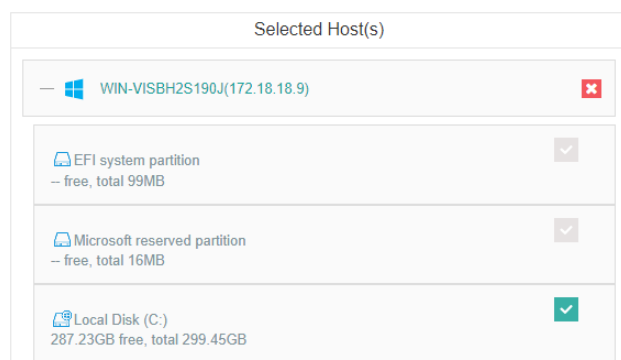 Selected Host(s)
WIN-VISBH2S190J(172.18.18.9)
EFI system partition
-- free, total 99MB
Microsoft reserved partition
-- free, total 16MB
Local Disk (C:)
287.23GB free, total 299.45GB